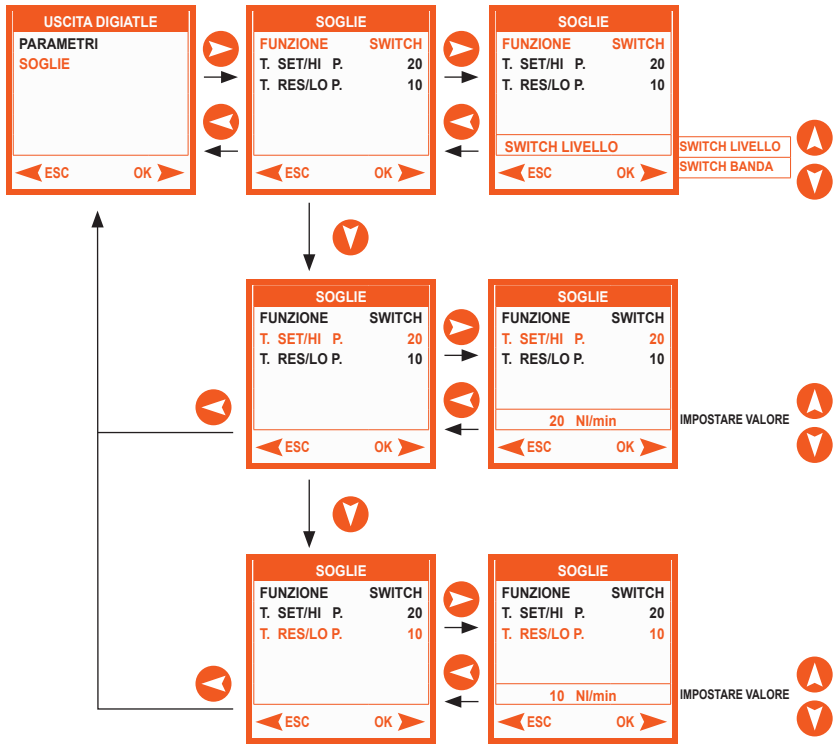 USCITA DIGIATLE
PARAMETRI
SOGLIE
ESC OK
SOGLIE
FUNZIONE SWITCH
T. SET/HI P. 20
T. RES/LO P. 10
ESC OK
SOGLIE
FUNZIONE SWITCH
T. SET/HI P. 20
T. RES/LO P. 10
SWITCH LIVELLO
ESC OK
SWITCH LIVELLO
SWITCH BANDA
SOGLIE
FUNZIONE SWITCH
T. SET/HI P. 20
T. RES/LO P. 10
ESC OK
SOGLIE
FUNZIONE SWITCH
T. SET/HI P. 20
T. RES/LO P. 10
20 Nl/min
ESC OK
IMPOSTARE VALORE
SOGLIE
FUNZIONE SWITCH
T. SET/HI P. 20
T. RES/LO P. 10
ESC OK
SOGLIE
FUNZIONE SWITCH
T. SET/HI P. 20
T. RES/LO P. 10
10 Nl/min
ESC OK
IMPOSTARE VALORE